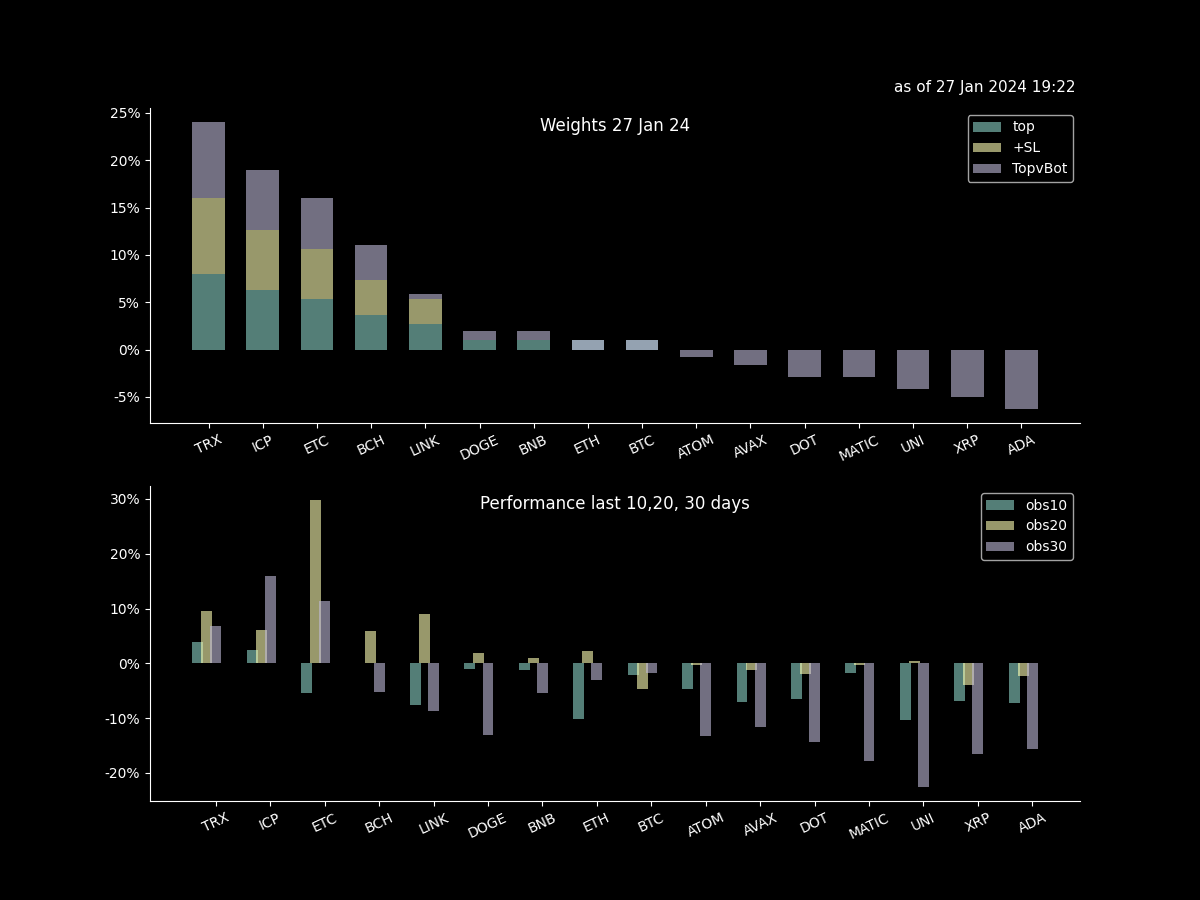 as of 27 Jan 2024 19:22
Weights 27 Jan 24
top
+SL
TopvBot
25%
20%
15%
10%
5%
0%
-5%
TRX ICP ETC BCH LINK DOGE BNB ETH BTC ATOM AVAX DOT MATIC UNI XRP ADA
Performance last 10,20, 30 days
obs10
obs20
obs30
30%
20%
10%
0%
-10%
-20%
TRX ICP ETC BCH LINK DOGE BNB ETH BTC ATOM AVAX DOT MATIC UNI XRP ADA